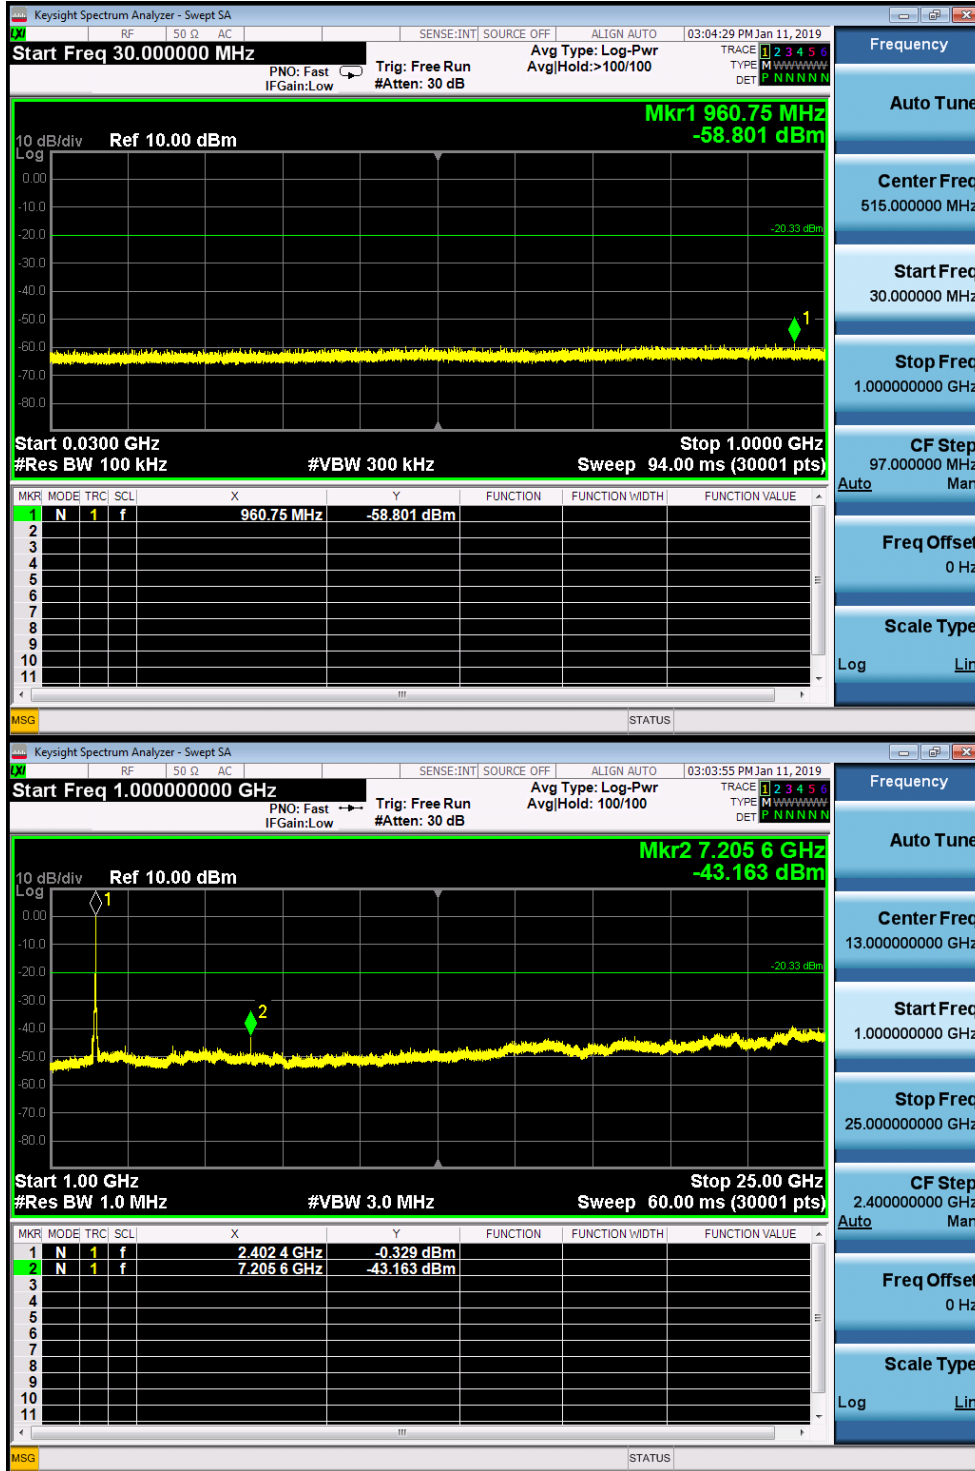 Keysight Spectrum Analyzer - Swept SA
LXI RF 50 Ω AC SENSE:INT SOURCE OFF ALIGN AUTO 03:04:29 PM Jan 11, 2019
Start Freq 30.000000 MHz
PNO: Fast
IFGain:Low
Trig: Free Run
#Atten: 30 dB
Avg Type: Log-Pwr
Avg|Hold:>100/100
TRACE 1 2 3 4 5 6
TYPE M WWWWW
DET P N N N N N
Frequency
Auto Tune
Center Freq
515.000000 MHz
Start Freq
30.000000 MHz
Stop Freq
1.000000000 GHz
CF Step
97.000000 MHz
Auto Man
Freq Offset
0 Hz
Scale Type
Log Lin
Mkr1 960.75 MHz
-58.801 dBm
10 dB/div Ref 10.00 dBm
Log
0.00
-10.0
-20.0
-20.33 dBm
-30.0
-40.0
-50.0
1
-60.0
-70.0
-80.0
Start 0.0300 GHz Stop 1.0000 GHz
#Res BW 100 kHz #VBW 300 kHz Sweep 94.00 ms (30001 pts)
MKR MODE TRC SCL X Y FUNCTION FUNCTION WIDTH FUNCTION VALUE
1 N 1 f 960.75 MHz -58.801 dBm
2
3
4
5
6
7
8
9
10
11
MSG STATUS
Keysight Spectrum Analyzer - Swept SA
LXI RF 50 Ω AC SENSE:INT SOURCE OFF ALIGN AUTO 03:03:55 PM Jan 11, 2019
Start Freq 1.000000000 GHz
PNO: Fast
IFGain:Low
Trig: Free Run
#Atten: 30 dB
Avg Type: Log-Pwr
Avg|Hold: 100/100
TRACE 1 2 3 4 5 6
TYPE M WWWWW
DET P N N N N N
Frequency
Auto Tune
Center Freq
13.000000000 GHz
Start Freq
1.000000000 GHz
Stop Freq
25.000000000 GHz
CF Step
2.400000000 GHz
Auto Man
Freq Offset
0 Hz
Scale Type
Log Lin
Mkr2 7.205 6 GHz
-43.163 dBm
10 dB/div Ref 10.00 dBm
Log
1
0.00
-10.0
-20.0
-20.33 dBm
-30.0
2
-40.0
-50.0
-60.0
-70.0
-80.0
Start 1.00 GHz Stop 25.00 GHz
#Res BW 1.0 MHz #VBW 3.0 MHz Sweep 60.00 ms (30001 pts)
MKR MODE TRC SCL X Y FUNCTION FUNCTION WIDTH FUNCTION VALUE
1 N 1 f 2.402 4 GHz -0.329 dBm
2 N 1 f 7.205 6 GHz -43.163 dBm
3
4
5
6
7
8
9
10
11
MSG STATUS